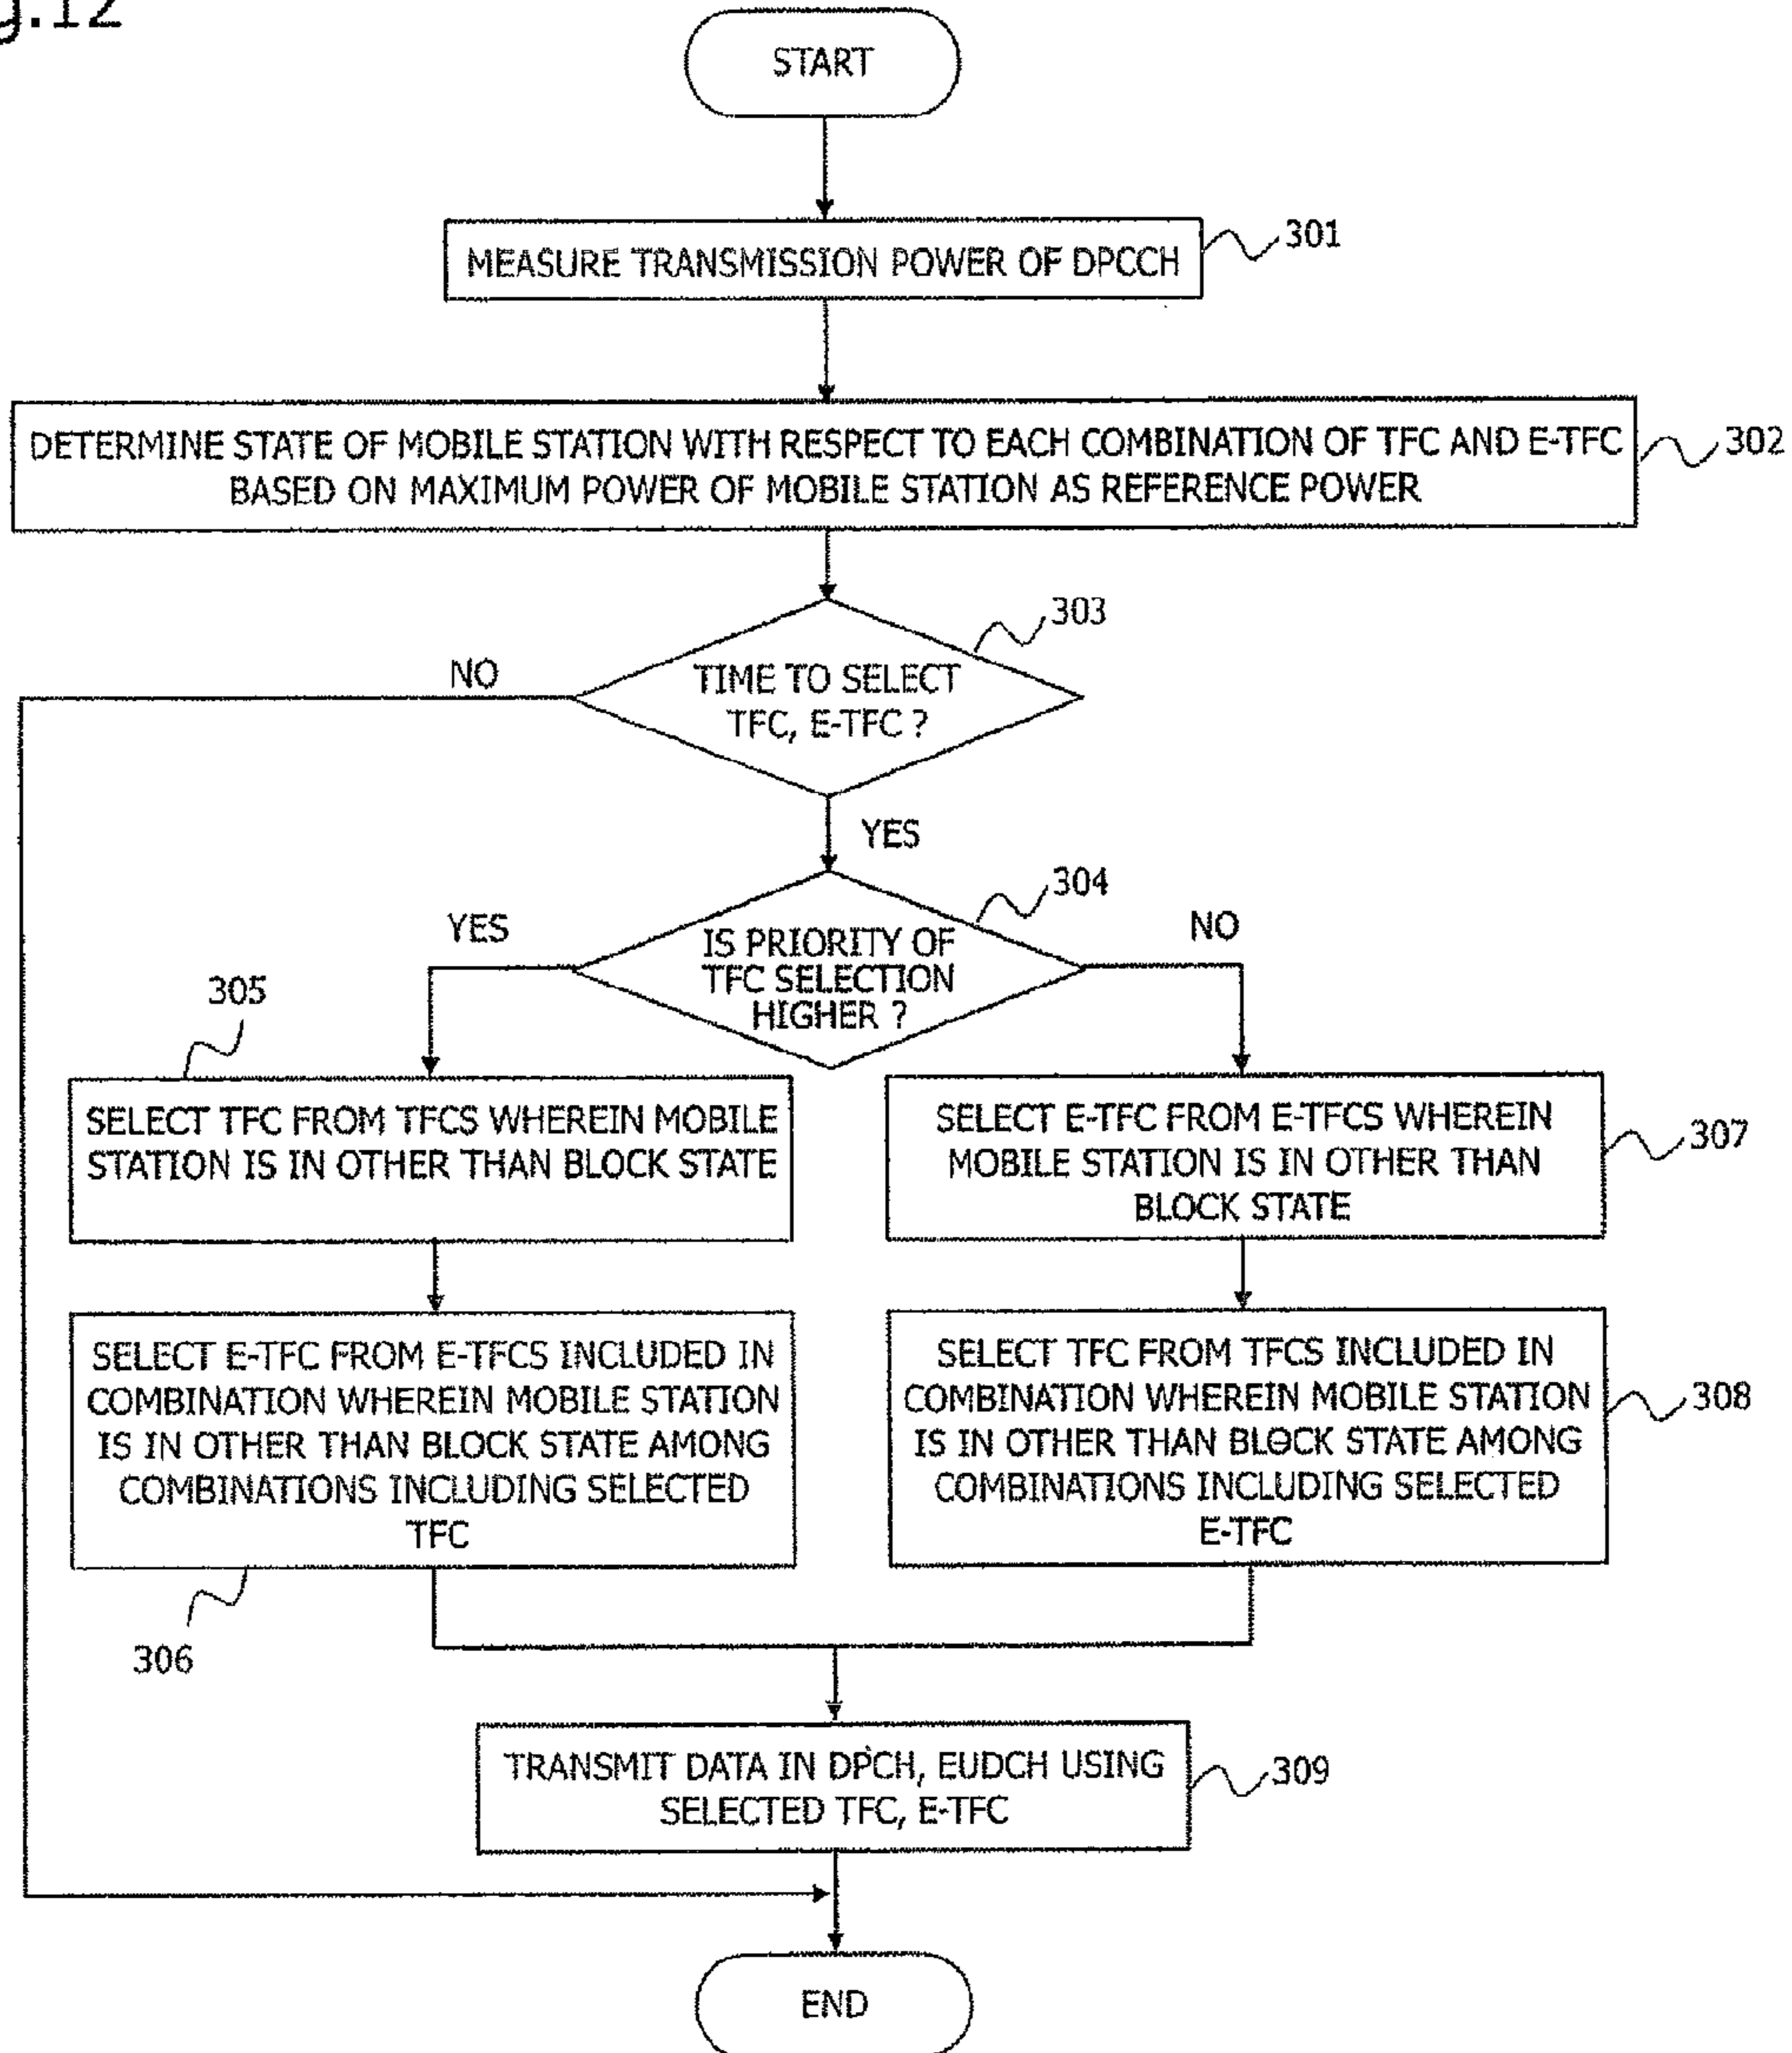 g.12
START
MEASURE TRANSMISSION POWER OF DPCCH
301
DETERMINE STATE OF MOBILE STATION WITH RESPECT TO EACH COMBINATION OF TFC AND E-TFC
BASED ON MAXIMUM POWER OF MOBILE STATION AS REFERENCE POWER
302
303
NO
TIME TO SELECT
TFC, E-TFC ?
YES
304
YES
NO
IS PRIORITY OF
TFC SELECTION
HIGHER ?
305
SELECT TFC FROM TFCS WHEREIN MOBILE
STATION IS IN OTHER THAN BLOCK STATE
SELECT E-TFC FROM E-TFCS WHEREIN
MOBILE STATION IS IN OTHER THAN
BLOCK STATE
307
SELECT E-TFC FROM E-TFCS INCLUDED IN
COMBINATION WHEREIN MOBILE STATION
IS IN OTHER THAN BLOCK STATE AMONG
COMBINATIONS INCLUDING SELECTED
TFC
306
SELECT TFC FROM TFCS INCLUDED IN
COMBINATION WHEREIN MOBILE STATION
IS IN OTHER THAN BLOCK STATE AMONG
COMBINATIONS INCLUDING SELECTED
E-TFC
308
TRANSMIT DATA IN DPCH, EUDCH USING
SELECTED TFC, E-TFC
309
END